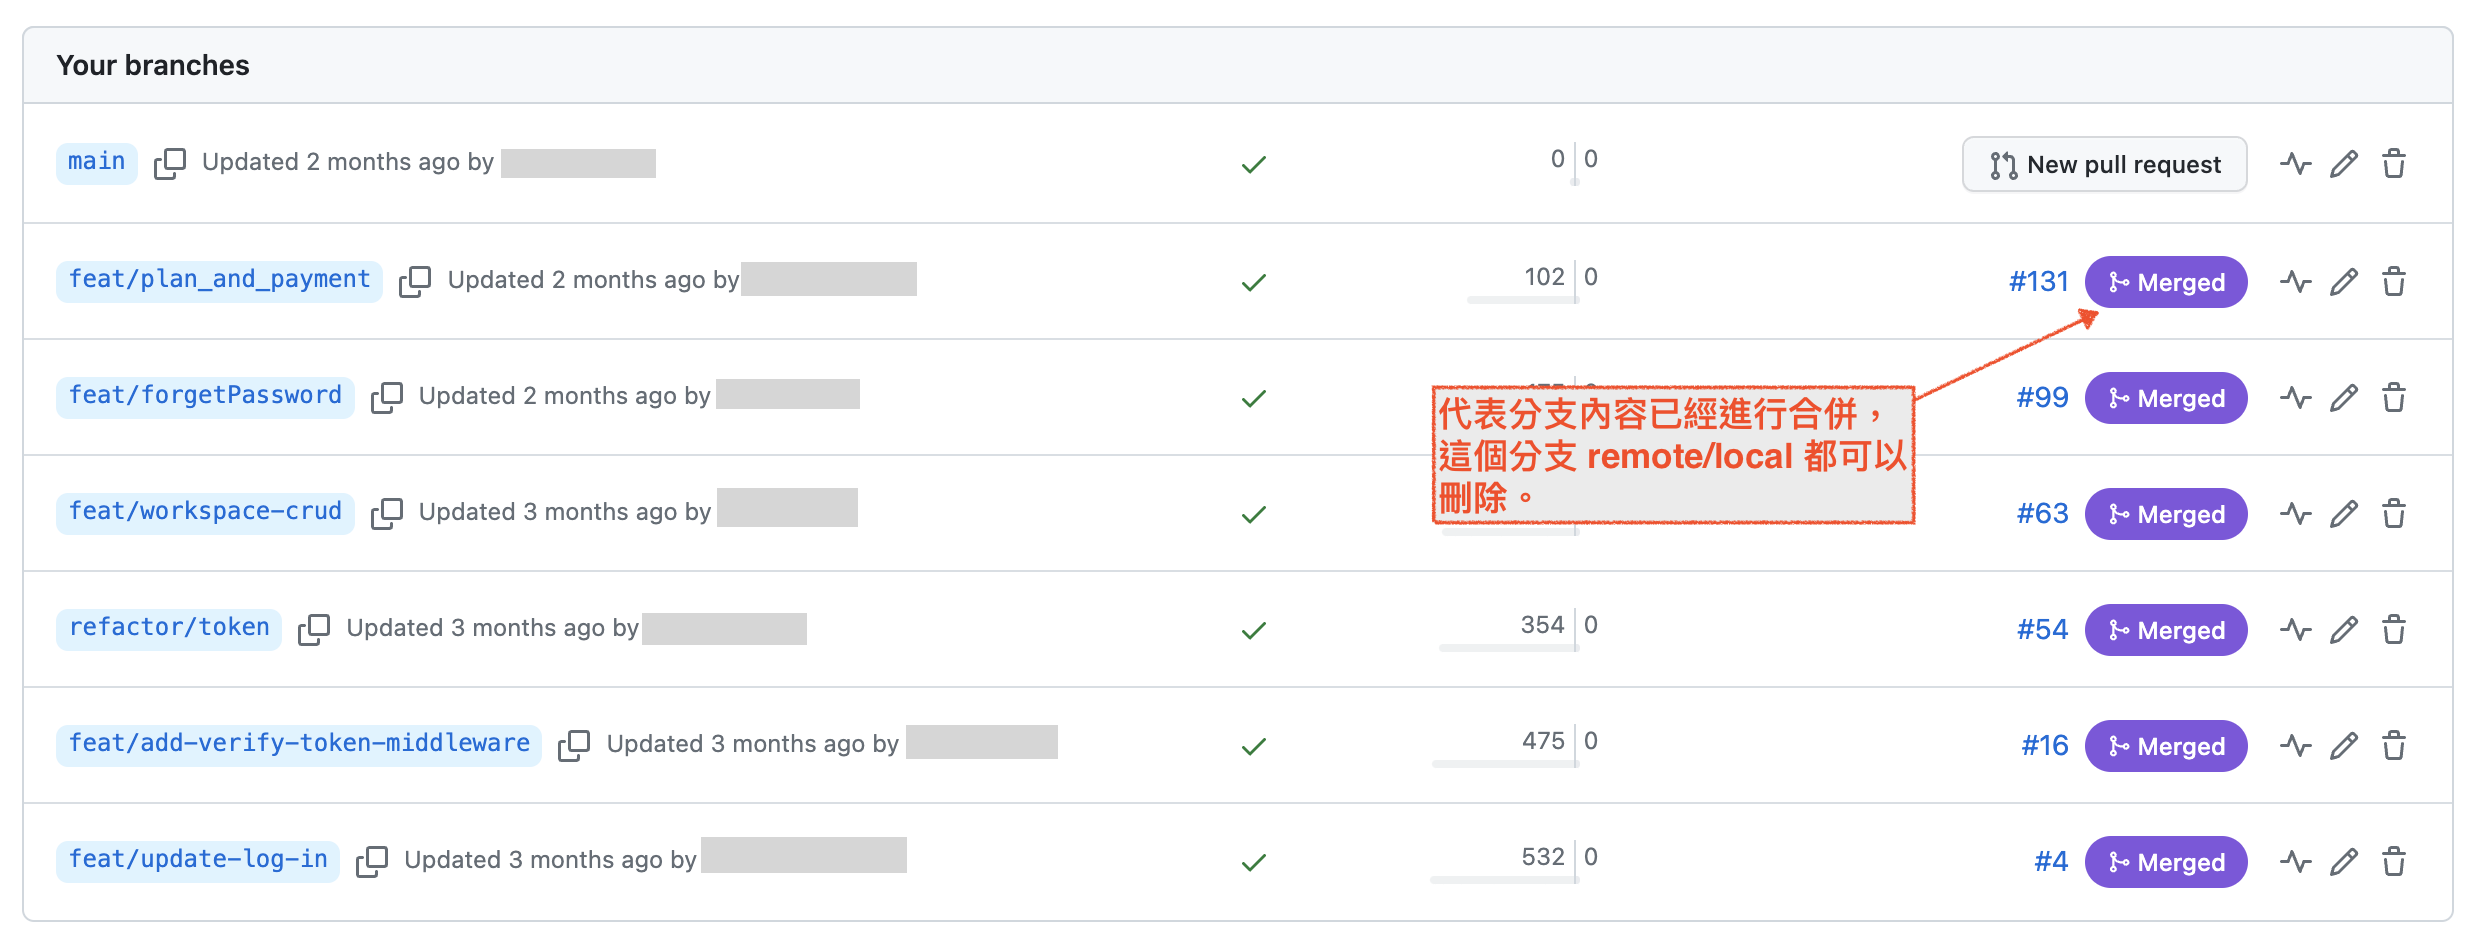 Your branches
main Updated 2 months ago by 0 0 New pull request
feat/plan_and_payment Updated 2 months ago by 102 0 #131 Merged
feat/forgetPassword Updated 2 months ago by #99 Merged
代表分支內容已經進行合併，
這個分支 remote/local 都可以
刪除。
feat/workspace-crud Updated 3 months ago by #63 Merged
refactor/token Updated 3 months ago by 354 0 #54 Merged
feat/add-verify-token-middleware Updated 3 months ago by 475 0 #16 Merged
feat/update-log-in Updated 3 months ago by 532 0 #4 Merged